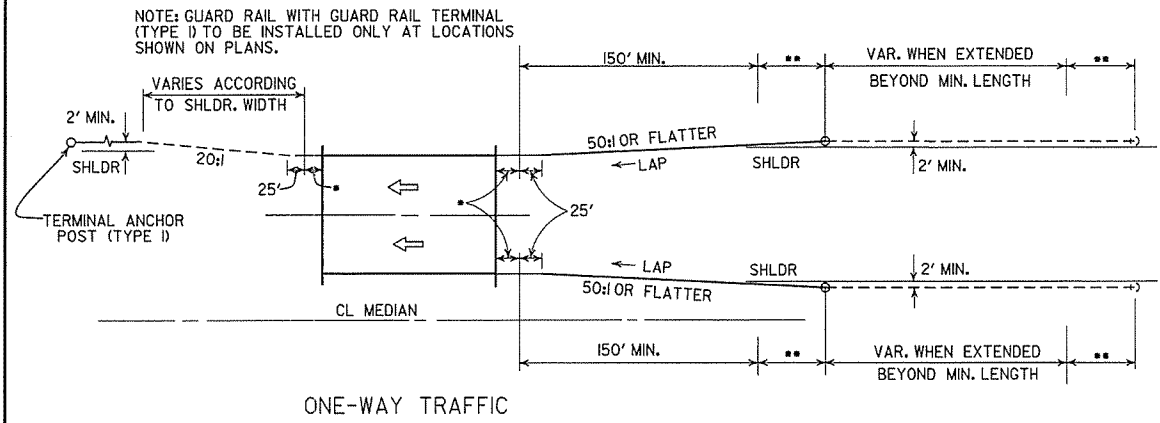 NOTE: GUARD RAIL WITH GUARD RAIL TERMINAL
(TYPE I) TO BE INSTALLED ONLY AT LOCATIONS
SHOWN ON PLANS.
150' MIN.
**
VAR. WHEN EXTENDED
BEYOND MIN. LENGTH
**
VARIES ACCORDING
TO SHLDR. WIDTH
2' MIN.
SHLDR
20:1
25'
*
TERMINAL ANCHOR
POST (TYPE I)
50:1 OR FLATTER
LAP
SHLDR
2' MIN.
*
25'
LAP
SHLDR
2' MIN.
50:1 OR FLATTER
CL MEDIAN
150' MIN.
**
VAR. WHEN EXTENDED
BEYOND MIN. LENGTH
**
ONE-WAY TRAFFIC